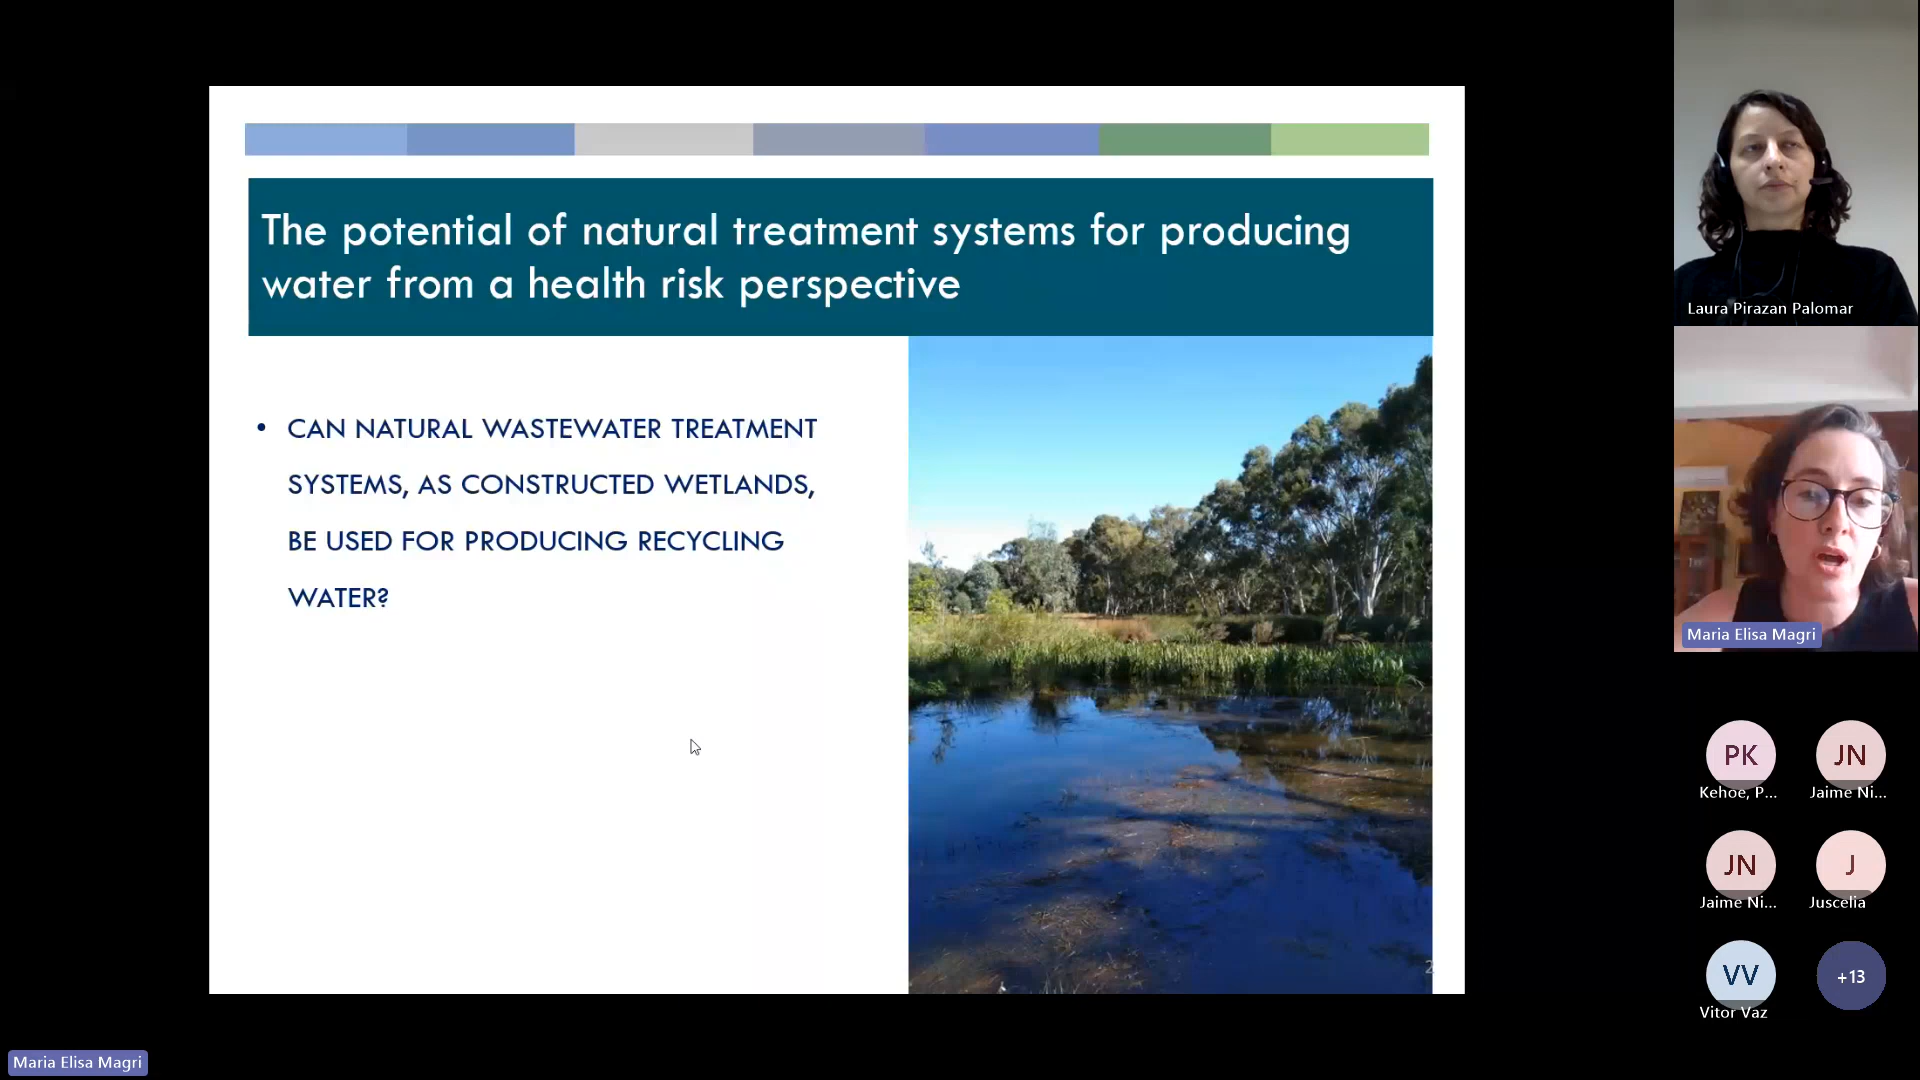 The potential of natural treatment systems for producing
water from a health risk perspective
• CAN NATURAL WASTEWATER TREATMENT
SYSTEMS, AS CONSTRUCTED WETLANDS,
BE USED FOR PRODUCING RECYCLING
WATER?
2
Laura Pirazan Palomar
Maria Elisa Magri
PK
Kehoe, P...
JN
Jaime Ni...
JN
Jaime Ni...
J
Juscelia
VV
Vitor Vaz
+13
Maria Elisa Magri